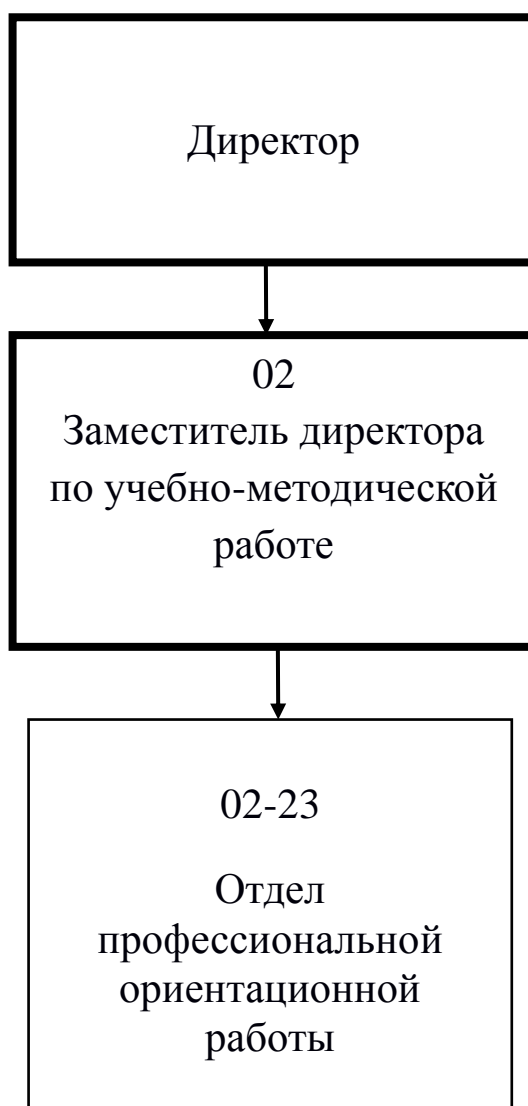 Директор
02
Заместитель директора
по учебно-методической
работе
02-23
Отдел
профессиональной
ориентационной
работы